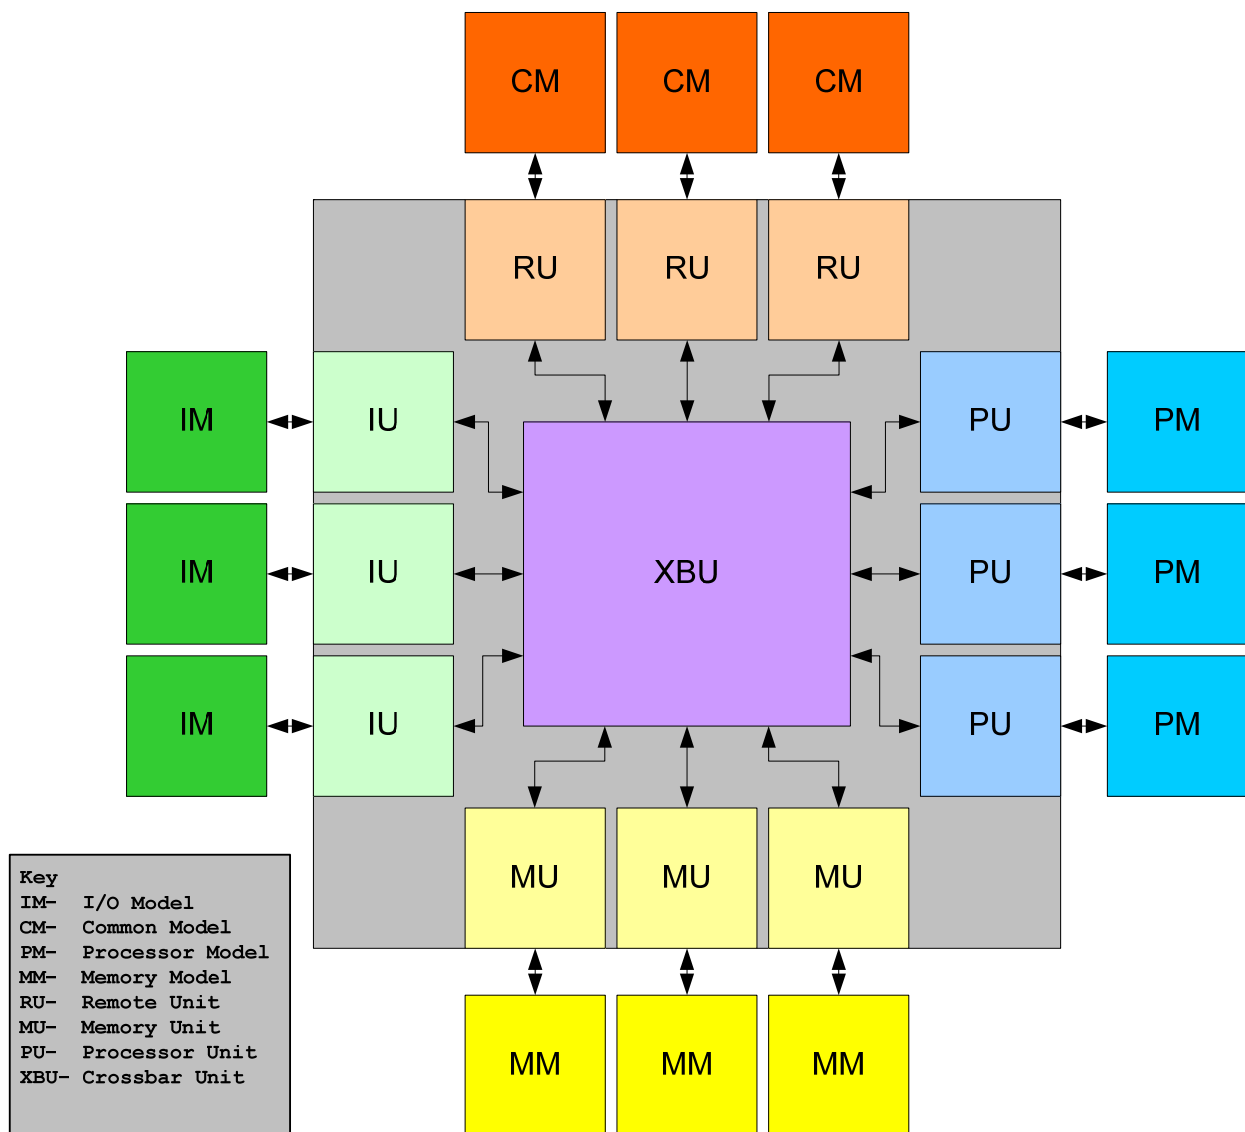 CM CM CM
RU RU RU
IM IU PU PM
IM IU XBU PU PM
IM IU PU PM
MU MU MU
MM MM MM
Key
IM- I/O Model
CM- Common Model
PM- Processor Model
MM- Memory Model
RU- Remote Unit
MU- Memory Unit
PU- Processor Unit
XBU- Crossbar Unit